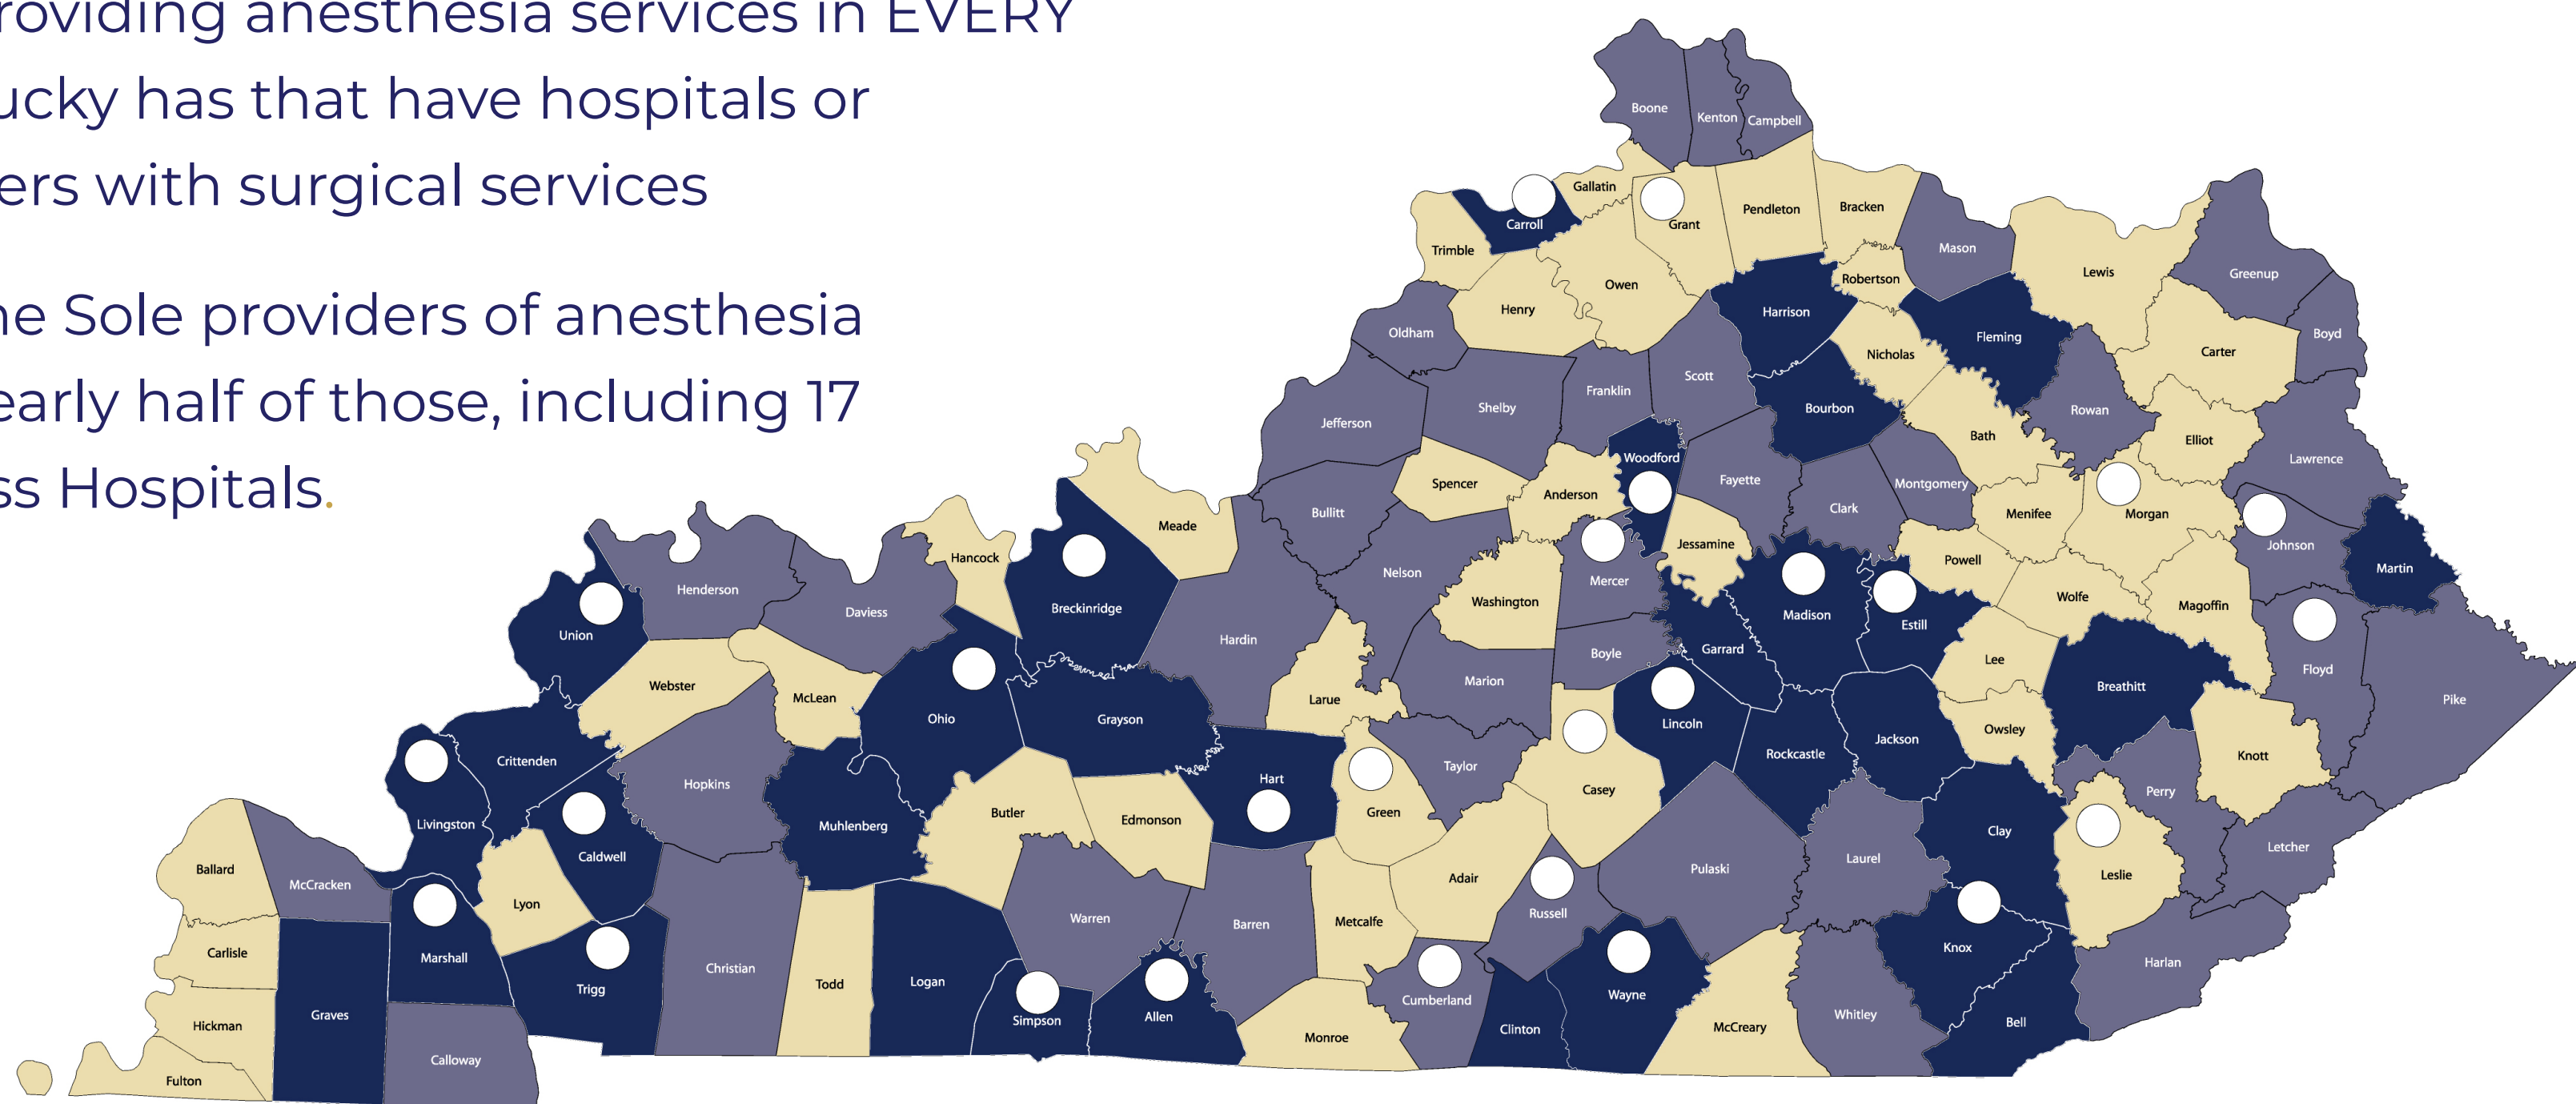 roviding anesthesia services in EVERY
ucky has that have hospitals or
ers with surgical services
ne Sole providers of anesthesia
early half of those, including 17
ss Hospitals.
Boone
Kenton
Campbell
Gallatin
Carroll
Grant
Pendleton
Bracken
Trimble
Mason
Lewis
Greenup
Robertson
Owen
Henry
Harrison
Oldham
Fleming
Boyd
Nicholas
Carter
Scott
Franklin
Shelby
Bourbon
Rowan
Jefferson
Bath
Elliot
Woodford
Lawrence
Fayette
Spencer
Anderson
Montgomery
Clark
Bullitt
Menifee
Morgan
Meade
Jessamine
Johnson
Hancock
Powell
Martin
Nelson
Mercer
Henderson
Wolfe
Washington
Magoffin
Breckinridge
Daviess
Madison
Estill
Union
Hardin
Garrard
Boyle
Lee
Floyd
Marion
Webster
Breathitt
McLean
Larue
Pike
Ohio
Grayson
Lincoln
Owsley
Jackson
Rockcastle
Knott
Crittenden
Taylor
Hart
Hopkins
Casey
Perry
Green
Butler
Edmonson
Livingston
Muhlenberg
Clay
Letcher
Caldwell
Laurel
Ballard
Pulaski
Leslie
Adair
McCracken
Lyon
Russell
Warren
Metcalfe
Barren
Knox
Carlisle
Marshall
Harlan
Christian
Logan
Todd
Trigg
Wayne
Cumberland
Whitley
Graves
Allen
Simpson
Bell
Hickman
McCreary
Clinton
Monroe
Calloway
Fulton